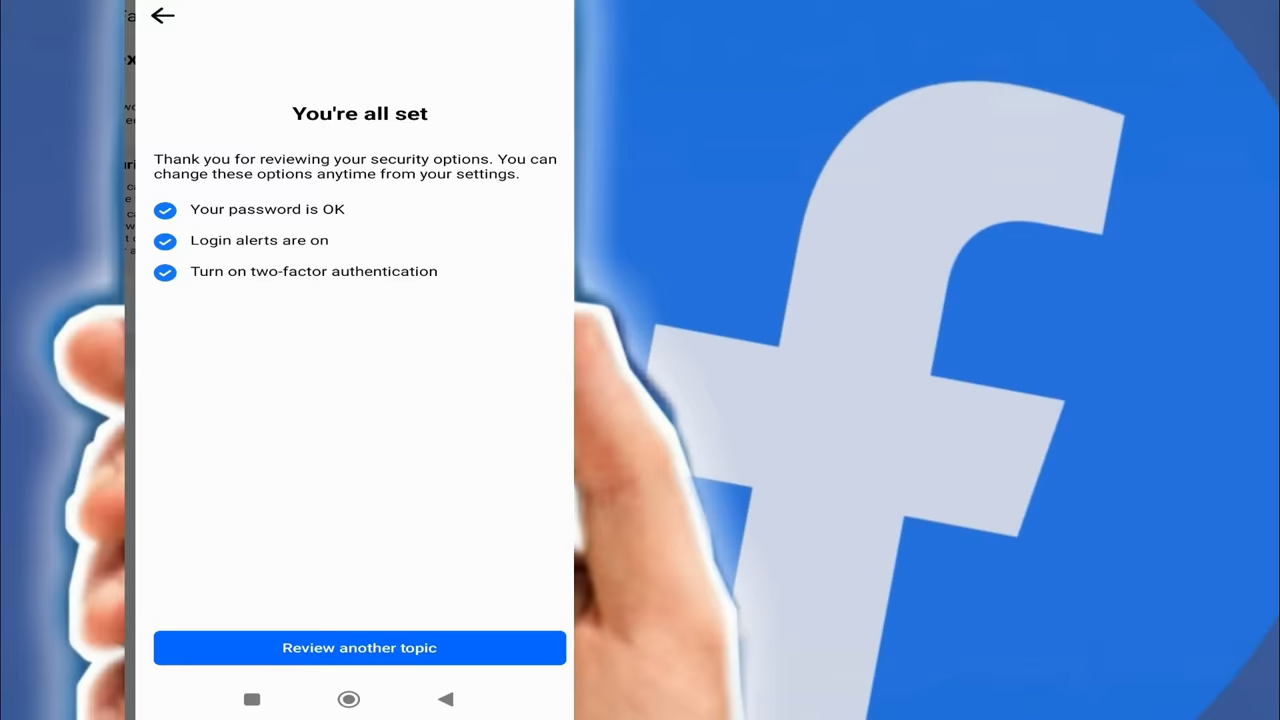 You're all set
Thank you for reviewing your security options. You can
change these options anytime from your settings.
Your password is OK
Login alerts are on
Turn on two-factor authentication
Review another topic